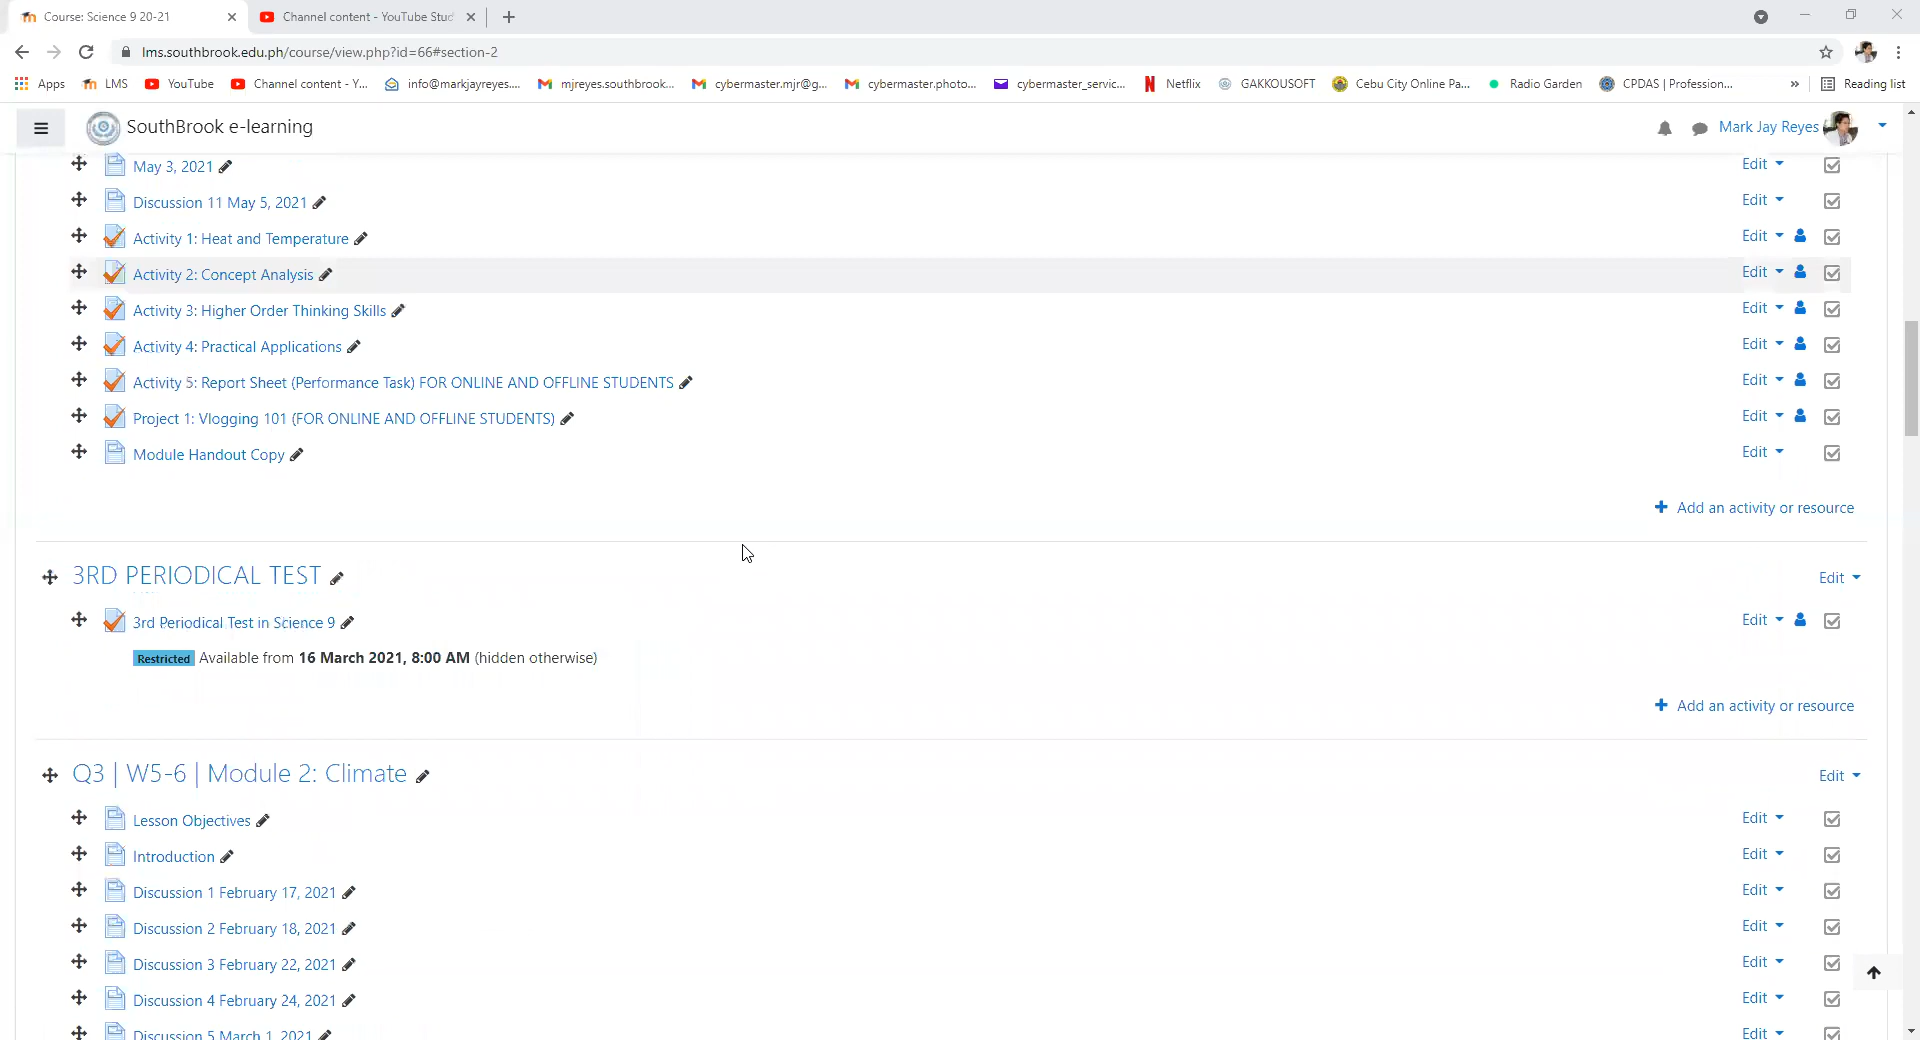 Course: Science 9 20-21
Channel content - YouTube Stud
lms.southbrook.edu.ph/course/view.php?id=66#section-2
Apps LMS YouTube Channel content - Y... info@markjayreyes.... mjreyes.southbrook... cybermaster.mjr@g... cybermaster.photo... cybermaster_servic... Netflix GAKKOUSOFT Cebu City Online Pa... Radio Garden CPDAS | Profession... » Reading list
SouthBrook e-learning
Mark Jay Reyes
May 3, 2021 Edit
Discussion 11 May 5, 2021 Edit
Activity 1: Heat and Temperature Edit
Activity 2: Concept Analysis Edit
Activity 3: Higher Order Thinking Skills Edit
Activity 4: Practical Applications Edit
Activity 5: Report Sheet (Performance Task) FOR ONLINE AND OFFLINE STUDENTS Edit
Project 1: Vlogging 101 (FOR ONLINE AND OFFLINE STUDENTS) Edit
Module Handout Copy Edit
Add an activity or resource
3RD PERIODICAL TEST Edit
3rd Periodical Test in Science 9 Edit
Restricted Available from 16 March 2021, 8:00 AM (hidden otherwise)
Add an activity or resource
Q3 | W5-6 | Module 2: Climate Edit
Lesson Objectives Edit
Introduction Edit
Discussion 1 February 17, 2021 Edit
Discussion 2 February 18, 2021 Edit
Discussion 3 February 22, 2021 Edit
Discussion 4 February 24, 2021 Edit
Discussion 5 March 1, 2021 Edit